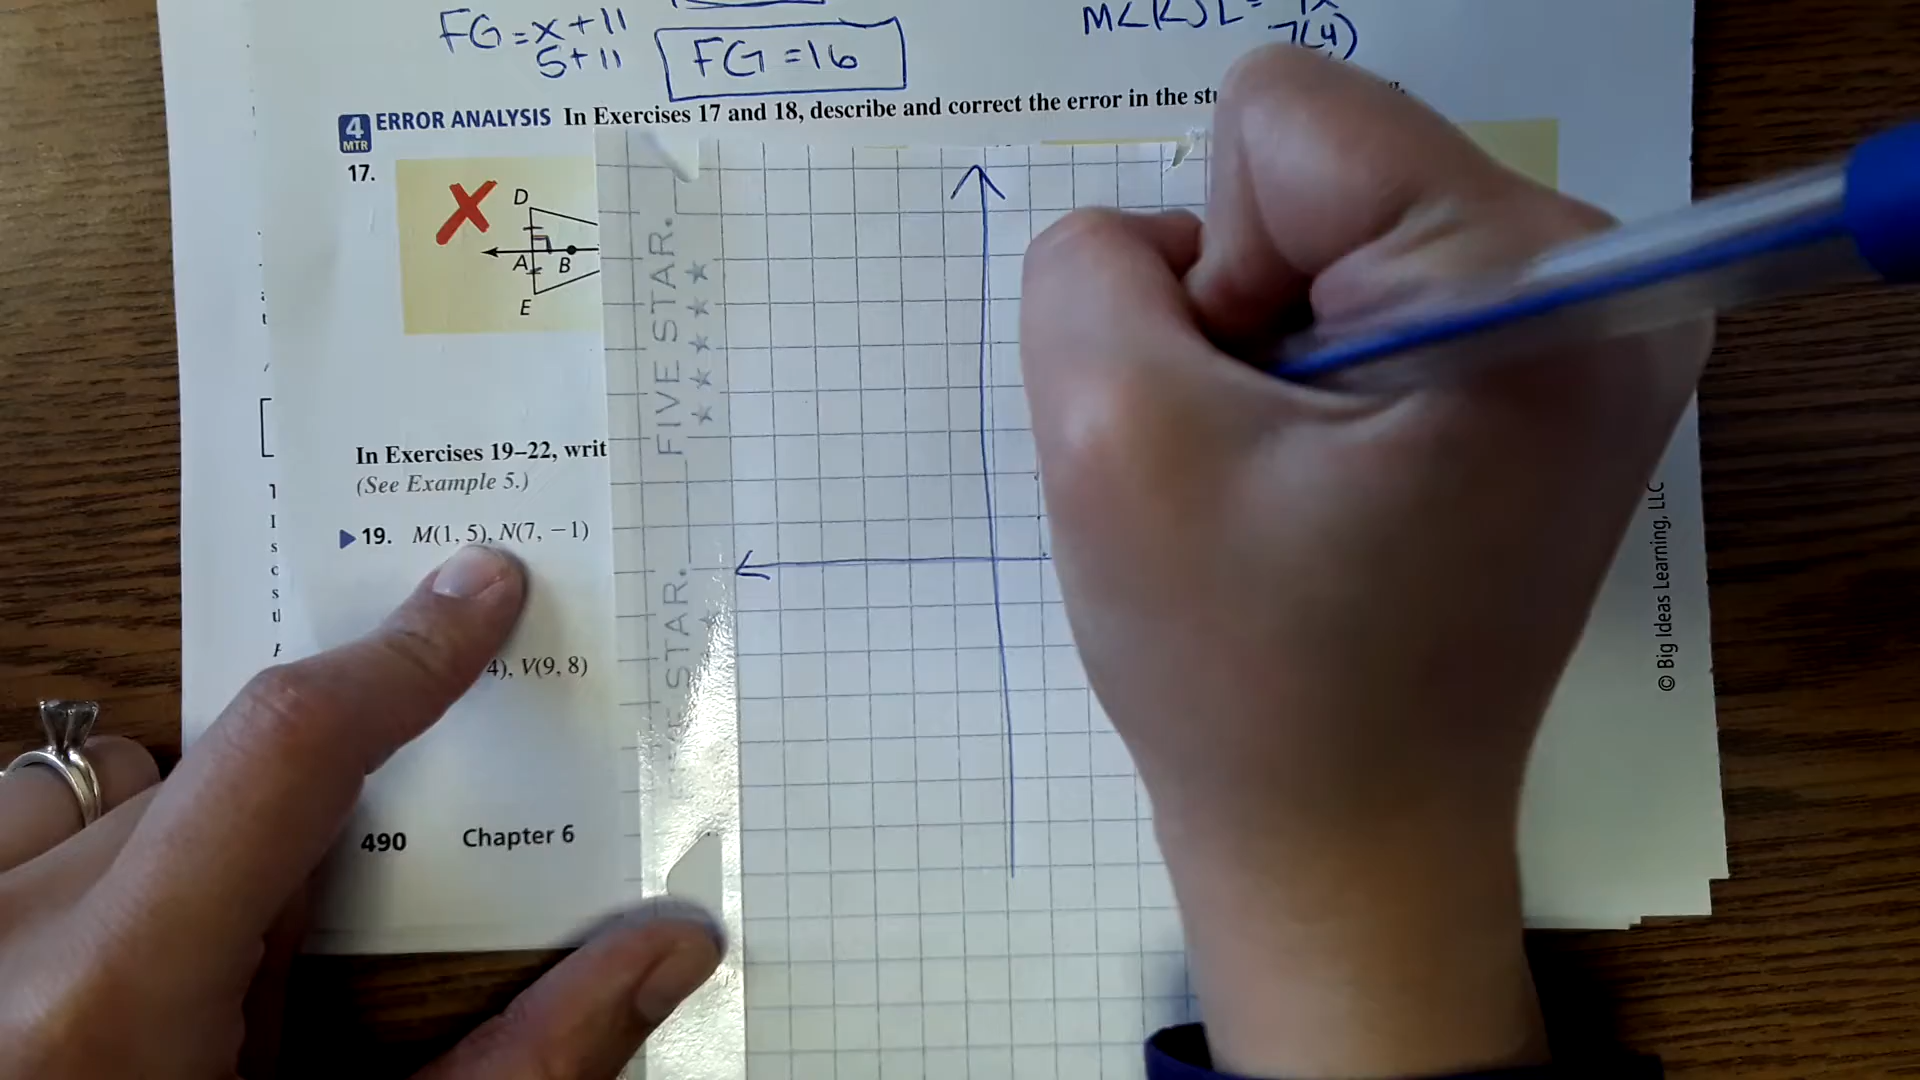 FG = x + 11
5 + 11
FG = 16
M<KJL =
7(4)
4
MTR
ERROR ANALYSIS In Exercises 17 and 18, describe and correct the error in the
17.
D
A B
E
FIVE STAR.
FIVE STAR.
In Exercises 19–22, writ
(See Example 5.)
19. M(1, 5), N(7, −1)
4), V(9, 8)
490 Chapter 6
© Big Ideas Learning, LLC